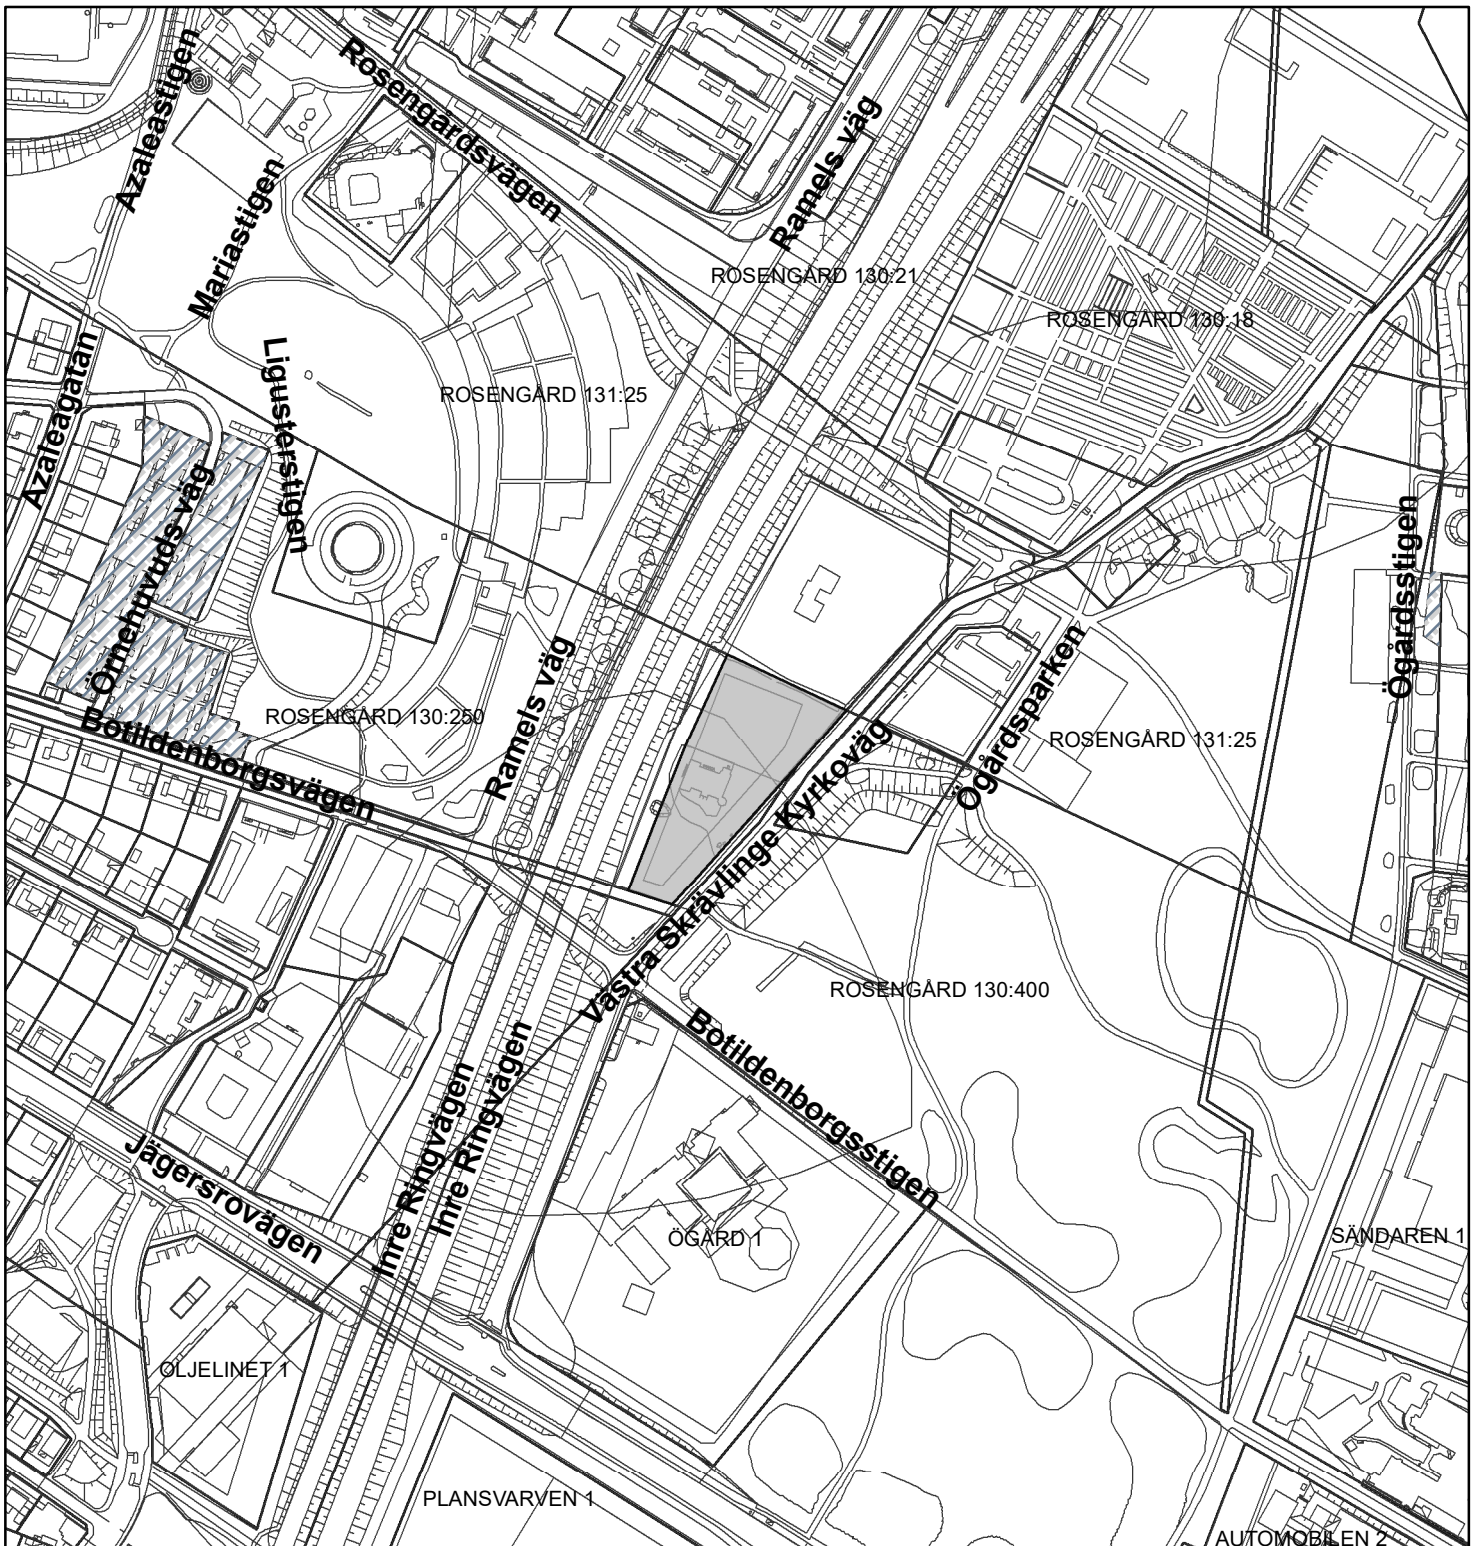 Azaleastigen
Rosengårdsvägen
Ramels väg
Mariastigen
ROSENGÅRD 130:21
ROSENGÅRD 130:18
Azaleagatan
Ligusterstigen
ROSENGÅRD 131:25
Örnehuvuds väg
Ögårdsstigen
Ramels väg
Ögårdsparken
ROSENGÅRD 130:250
Botildenborgsvägen
ROSENGÅRD 131:25
Västra Skrävlinge Kyrkoväg
ROSENGÅRD 130:400
Botildenborgsstigen
Inre Ringvägen
Inre Ringvägen
Jägersrovägen
ÖGÅRD 1
SÄNDAREN 1
OLJELINET 1
PLANSVARVEN 1
AUTOMOBILEN 2